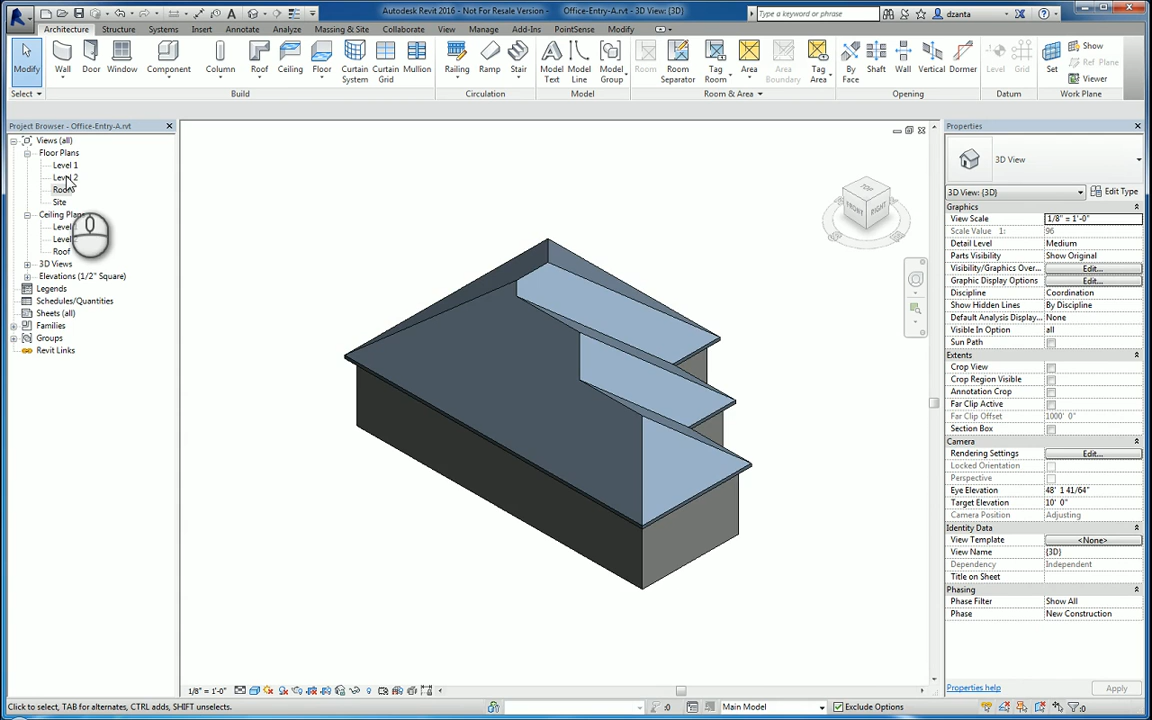 Autodesk Revit 2016 - Not For Resale Version - Office-Entry-A.rvt - 3D View: {3D}
Type a keyword or phrase
dzanta
Architecture Structure Systems Insert Annotate Analyze Massing & Site Collaborate View Manage Add-Ins PointSense Modify
Modify Wall Door Window Component Column Roof Ceiling Floor Curtain System Curtain Grid Mullion Railing Ramp Stair Model Text Model Line Model Group Room Room Separator Tag Room Area Area Boundary Tag Area By Face Shaft Wall Vertical Dormer Level Grid Set Show Ref Plane Viewer
Select Build Circulation Model Room & Area Opening Datum Work Plane
Project Browser - Office-Entry-A.rvt
Views (all)
Floor Plans
Level 1
Level 2
Roof
Site
Ceiling Plans
Level
Level
Roof
3D Views
Elevations (1/2" Square)
Legends
Schedules/Quantities
Sheets (all)
Families
Groups
Revit Links
TOP
FRONT
RIGHT
Properties
3D View
3D View: {3D}
Edit Type
Graphics
View Scale 1/8" = 1'-0"
Scale Value 1: 96
Detail Level Medium
Parts Visibility Show Original
Visibility/Graphics Over... Edit...
Graphic Display Options Edit...
Discipline Coordination
Show Hidden Lines By Discipline
Default Analysis Display... None
Visible In Option all
Sun Path
Extents
Crop View
Crop Region Visible
Annotation Crop
Far Clip Active
Far Clip Offset 1000' 0"
Section Box
Camera
Rendering Settings Edit...
Locked Orientation
Perspective
Eye Elevation 48' 1 41/64"
Target Elevation 10' 0"
Camera Position Adjusting
Identity Data
View Template <None>
View Name {3D}
Dependency Independent
Title on Sheet
Phasing
Phase Filter Show All
Phase New Construction
Properties help
Apply
1/8" = 1'-0"
Click to select, TAB for alternates, CTRL adds, SHIFT unselects.
:0
Main Model
Exclude Options
:0